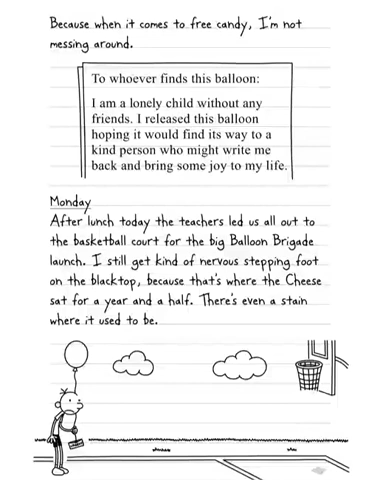 Because when it comes to free candy, I'm not
messing around.
To whoever finds this balloon:
I am a lonely child without any
friends. I released this balloon
hoping it would find its way to a
kind person who might write me
back and bring some joy to my life.
Monday
After lunch today the teachers led us all out to
the basketball court for the big Balloon Brigade
launch. I still get kind of nervous stepping foot
on the blacktop, because that's where the Cheese
sat for a year and a half. There's even a stain
where it used to be.